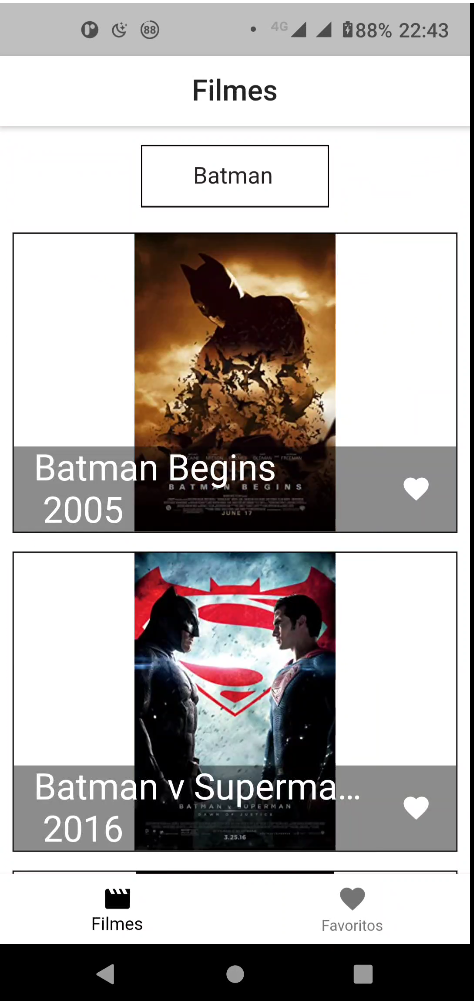 88 4G 88% 22:43
Filmes
Batman
BATMAN BEGINS
JUNE 17
Batman Begins
2005
BATMAN v SUPERMAN
DAWN OF JUSTICE
3.25.16
Batman v Superma...
2016
Filmes Favoritos